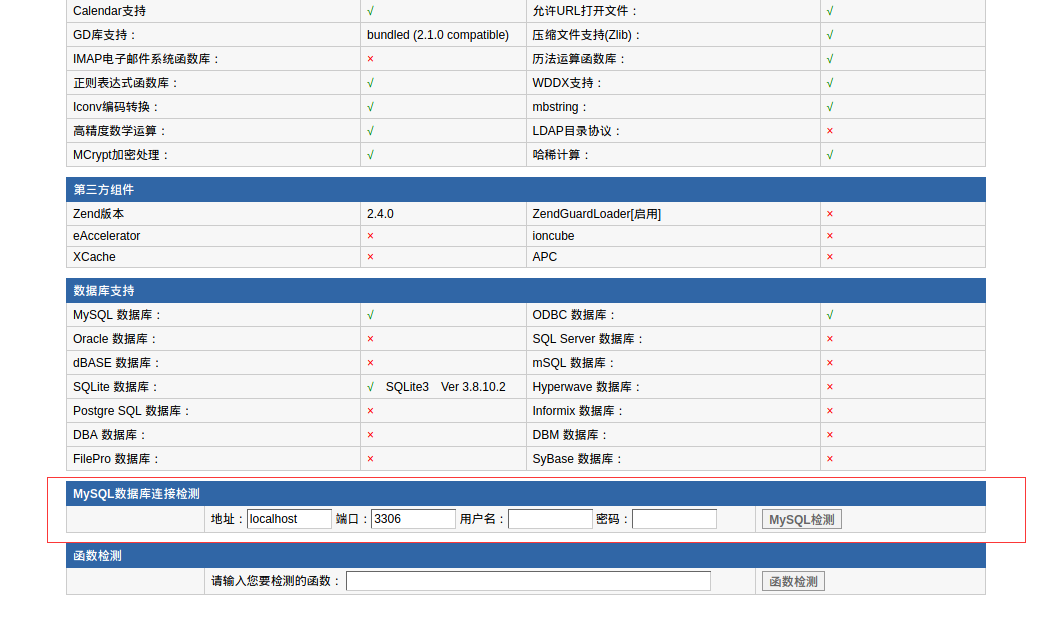 Calendar支持 √ 允许URL打开文件： √
GD库支持： bundled (2.1.0 compatible) 压缩文件支持(Zlib)： √
IMAP电子邮件系统函数库： × 历法运算函数库： √
正则表达式函数库： √ WDDX支持： √
Iconv编码转换： √ mbstring： √
高精度数学运算： √ LDAP目录协议： ×
MCrypt加密处理： √ 哈稀计算： √
第三方组件
Zend版本 2.4.0 ZendGuardLoader[启用] ×
eAccelerator × ioncube ×
XCache × APC ×
数据库支持
MySQL 数据库： √ ODBC 数据库： √
Oracle 数据库： × SQL Server 数据库： ×
dBASE 数据库： × mSQL 数据库： ×
SQLite 数据库： √ SQLite3 Ver 3.8.10.2 Hyperwave 数据库： ×
Postgre SQL 数据库： × Informix 数据库： ×
DBA 数据库： × DBM 数据库： ×
FilePro 数据库： × SyBase 数据库： ×
MySQL数据库连接检测
地址：localhost 端口：3306 用户名： 密码： MySQL检测
函数检测
请输入您要检测的函数： 函数检测